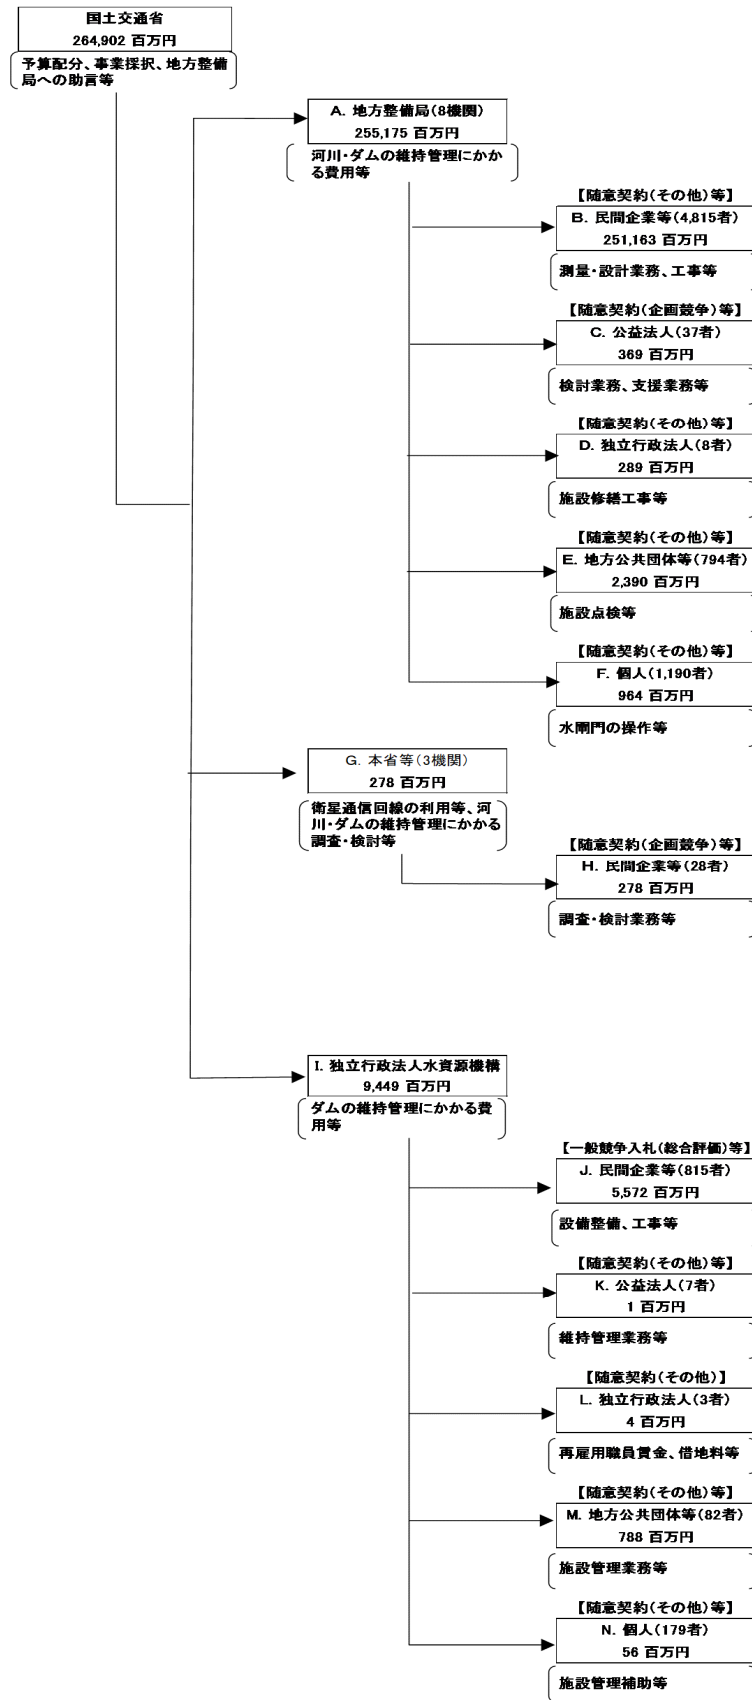 国土交通省
264,902 百万円
予算配分、事業採択、地方整備
局への助言等
A. 地方整備局(8機関)
255,175 百万円
河川・ダムの維持管理にかか
る費用等
【随意契約(その他)等】
B. 民間企業等(4,815者)
251,163 百万円
測量・設計業務、工事等
【随意契約(企画競争)等】
C. 公益法人(37者)
369 百万円
検討業務、支援業務等
【随意契約(その他)等】
D. 独立行政法人(8者)
289 百万円
施設修繕工事等
【随意契約(その他)等】
E. 地方公共団体等(794者)
2,390 百万円
施設点検等
【随意契約(その他)等】
F. 個人(1,190者)
964 百万円
水閘門の操作等
G. 本省等(3機関)
278 百万円
衛星通信回線の利用等、河
川・ダムの維持管理にかかる
調査・検討等
【随意契約(企画競争)等】
H. 民間企業等(28者)
278 百万円
調査・検討業務等
I. 独立行政法人水資源機構
9,449 百万円
ダムの維持管理にかかる費
用等
【一般競争入札(総合評価)等】
J. 民間企業等(815者)
5,572 百万円
設備整備、工事等
【随意契約(その他)等】
K. 公益法人(7者)
1 百万円
維持管理業務等
【随意契約(その他)】
L. 独立行政法人(3者)
4 百万円
再雇用職員賃金、借地料等
【随意契約(その他)等】
M. 地方公共団体等(82者)
788 百万円
施設管理業務等
【随意契約(その他)等】
N. 個人(179者)
56 百万円
施設管理補助等